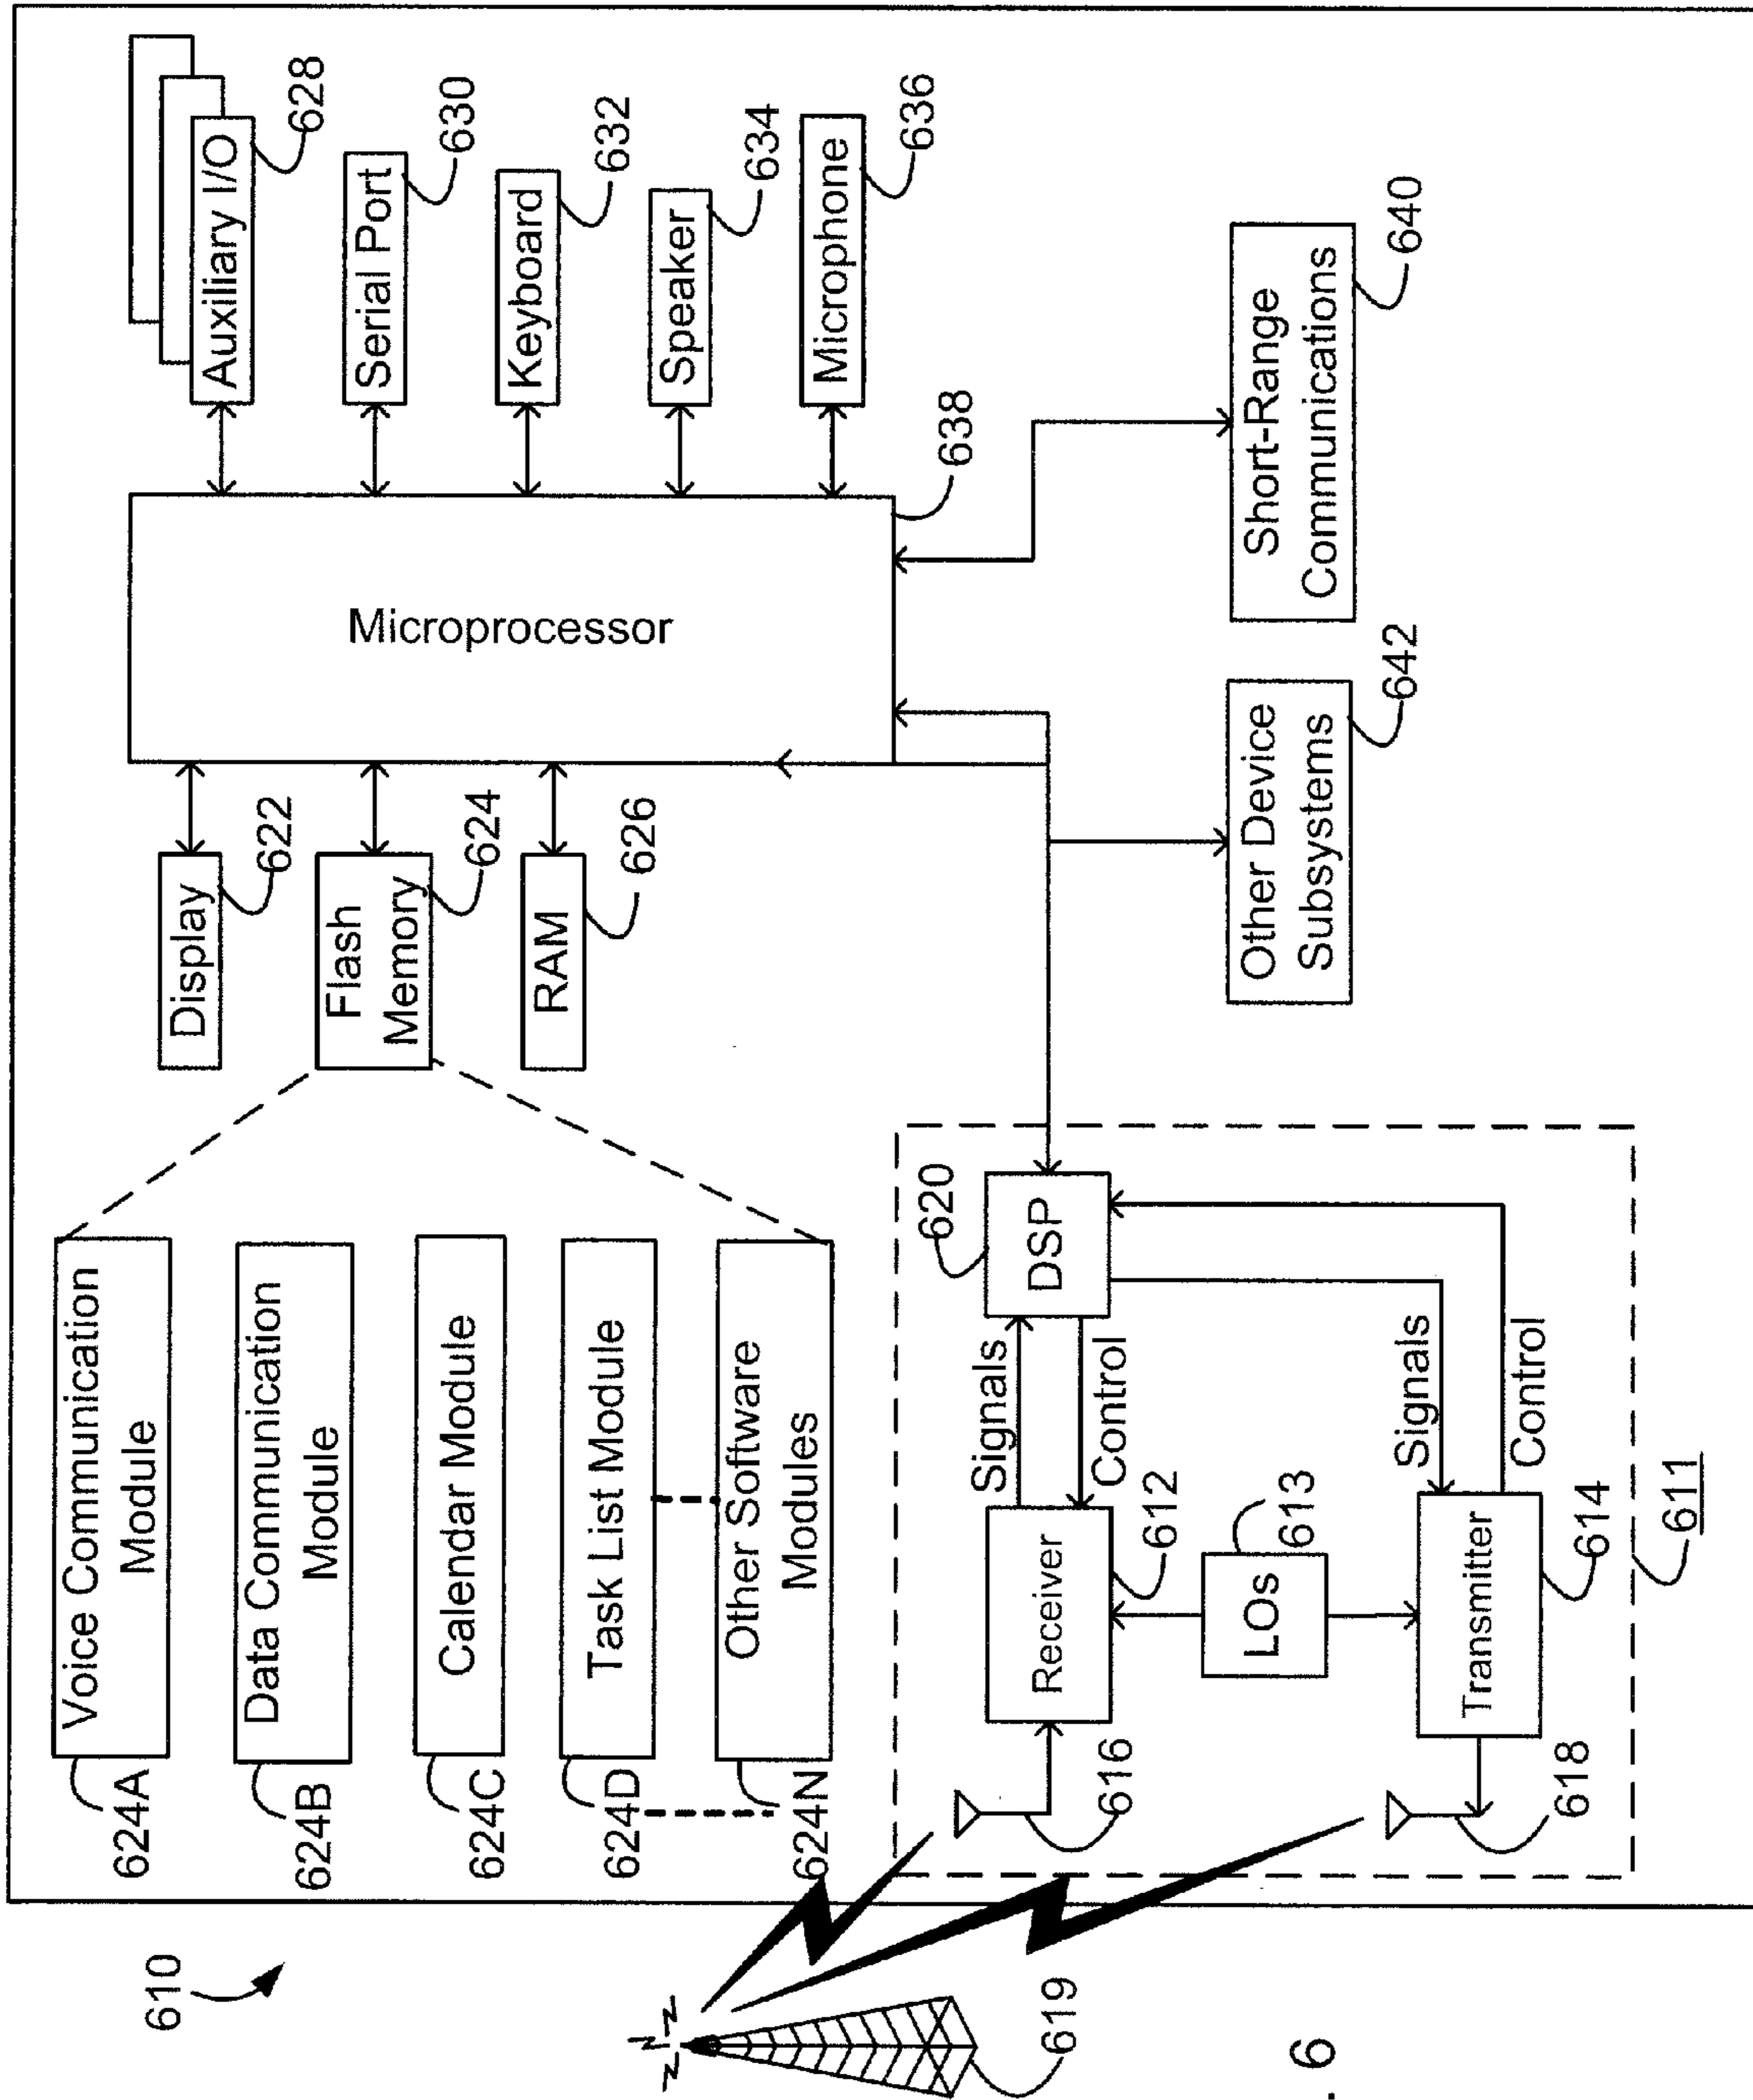 610
Voice Communication
Module
624A
Data Communication
Module
624B
Calendar Module
624C
Task List Module
624D
Other Software
Modules
624N
Display
622
Flash
Memory
624
RAM
626
Microprocessor
638
Auxiliary I/O
628
Serial Port
630
Keyboard
632
Speaker
634
Microphone
636
Short-Range
Communications
640
Other Device
Subsystems
642
DSP
620
Signals
Control
Receiver
612
616
LOs
613
Signals
Control
Transmitter
614
618
611
619
. 6